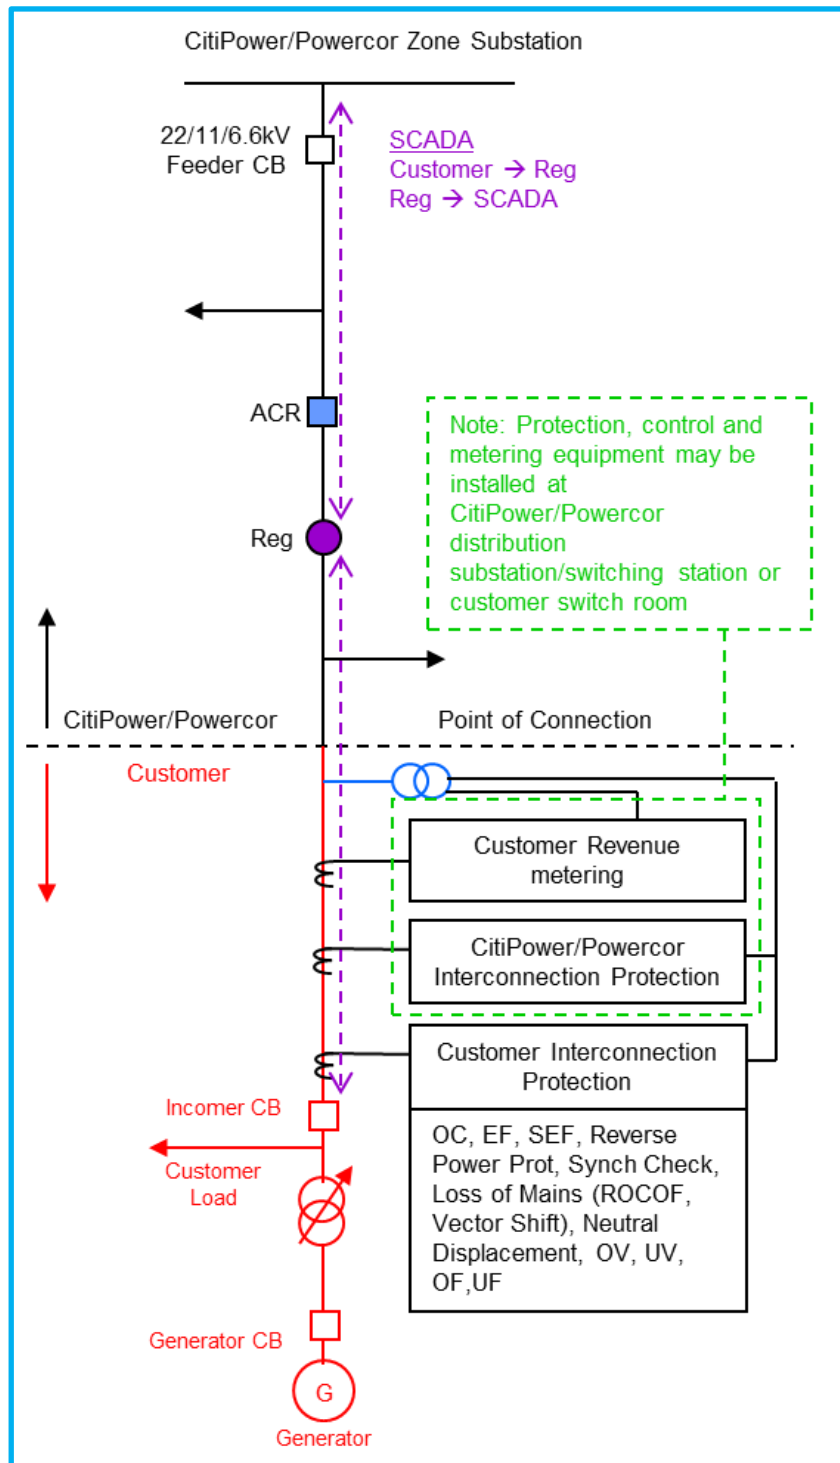 CitiPower/Powercor Zone Substation
22/11/6.6kV
Feeder CB
SCADA
Customer → Reg
Reg → SCADA
ACR
Note: Protection, control and
metering equipment may be
installed at
CitiPower/Powercor
distribution
substation/switching station or
customer switch room
Reg
CitiPower/Powercor
Point of Connection
Customer
Customer Revenue
metering
CitiPower/Powercor
Interconnection Protection
Customer Interconnection
Protection
Incomer CB
OC, EF, SEF, Reverse
Power Prot, Synch Check,
Loss of Mains (ROCOF,
Vector Shift), Neutral
Displacement, OV, UV,
OF,UF
Customer
Load
Generator CB
G
Generator